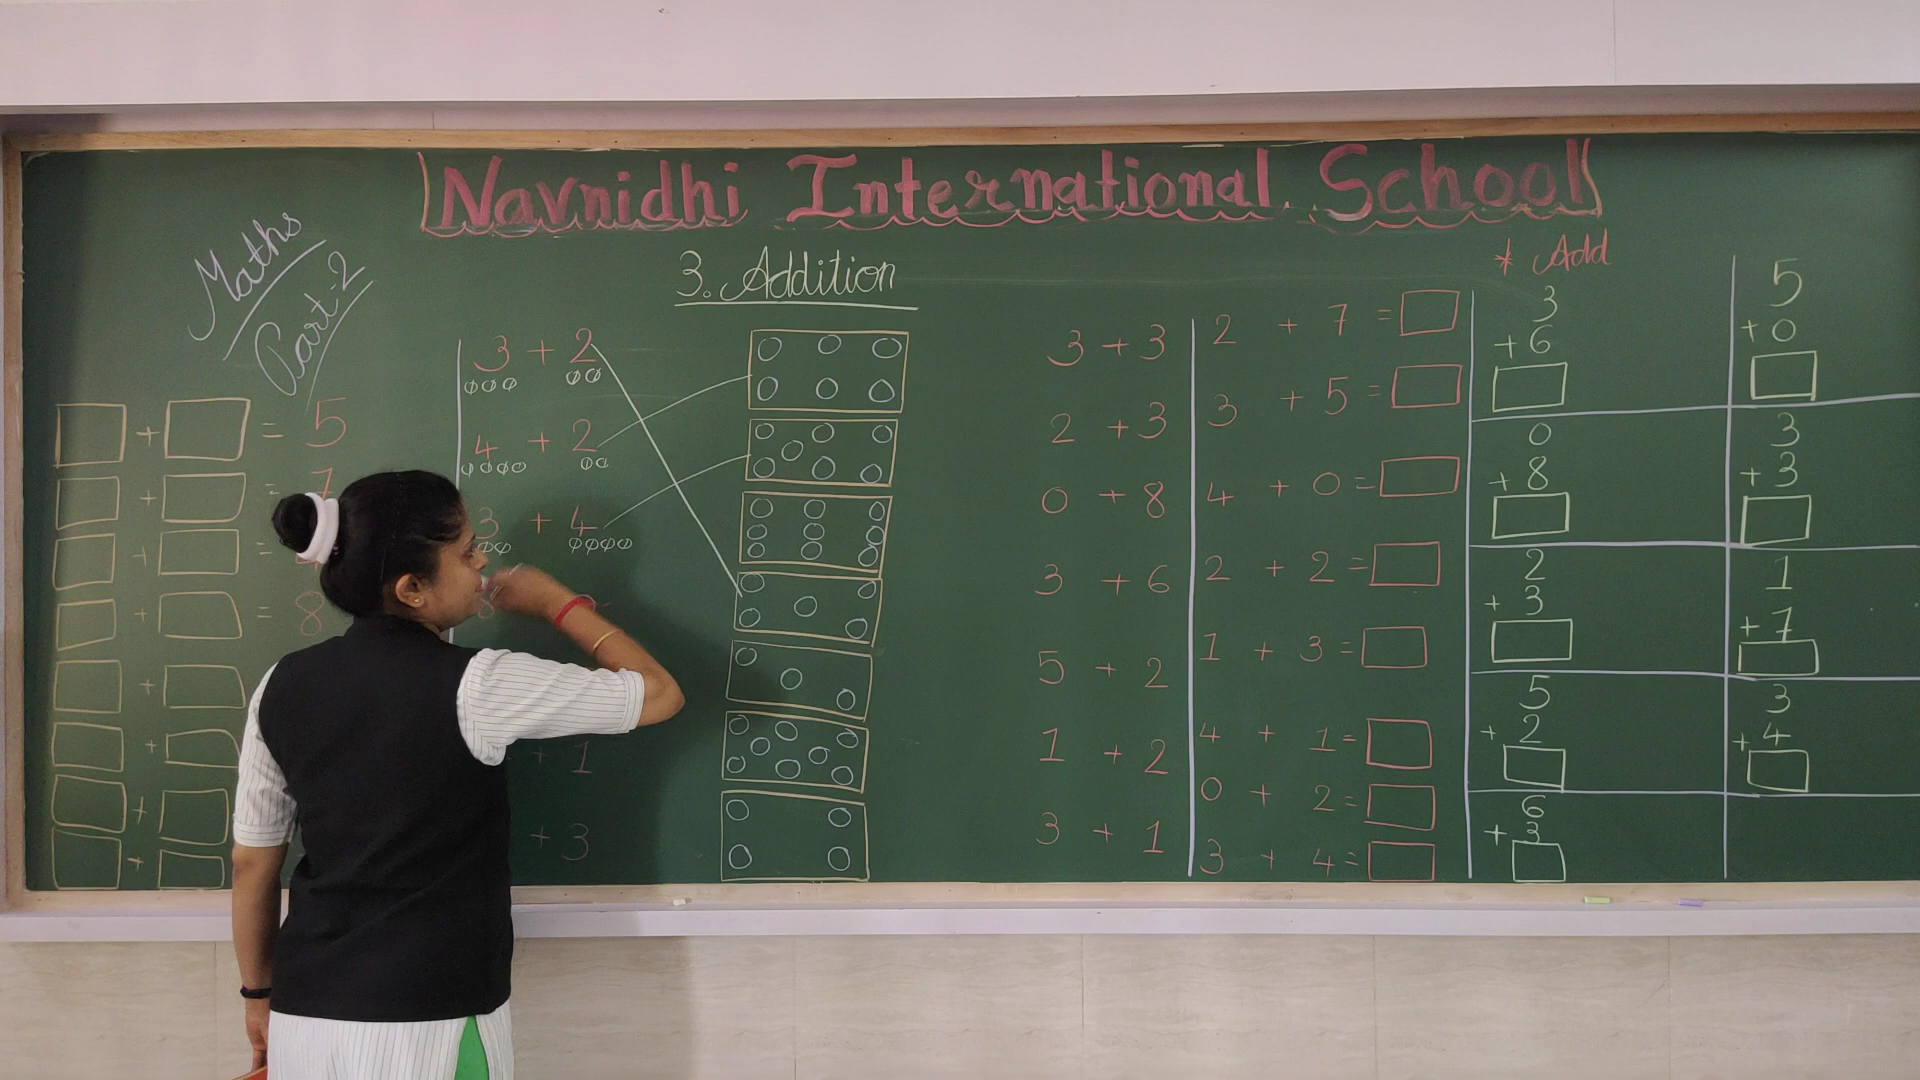 Navnidhi International School
Maths
Part-2
3. Addition
* Add
+ = 5
+ = 7
+ =
+ = 8
+
+
+
+
3 + 2
4 + 2
3 + 4
8
+ 1
+ 3
3 + 3
2 + 3
0 + 8
3 + 6
5 + 2
1 + 2
3 + 1
2 + 7 =
3 + 5 =
4 + 0 =
2 + 2 =
1 + 3 =
4 + 1 =
0 + 2 =
3 + 4 =
3
+ 6
0
+ 8
2
+ 3
5
+ 2
6
+ 3
5
+ 0
3
+ 3
1
+ 7
3
+ 4